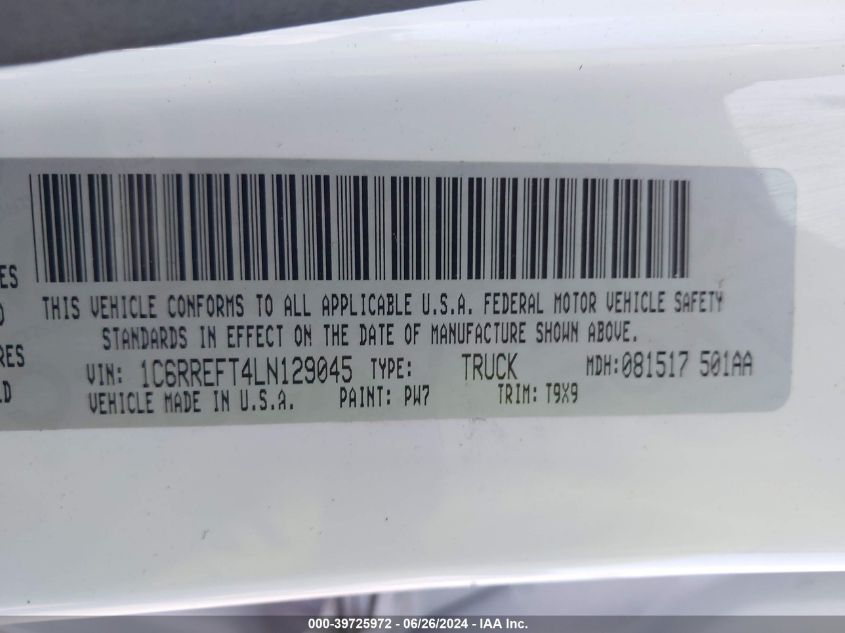 ES
THIS VEHICLE CONFORMS TO ALL APPLICABLE U.S.A. FEDERAL MOTOR VEHICLE SAFETY
STANDARDS IN EFFECT ON THE DATE OF MANUFACTURE SHOWN ABOVE.
RES
VIN: 1C6RREFT4LN129045 TYPE: TRUCK MDH:081517 501AA
VEHICLE MADE IN U.S.A. PAINT: PW7 TRIM: T9X9
000-39725972 - 06/26/2024 - IAA Inc.